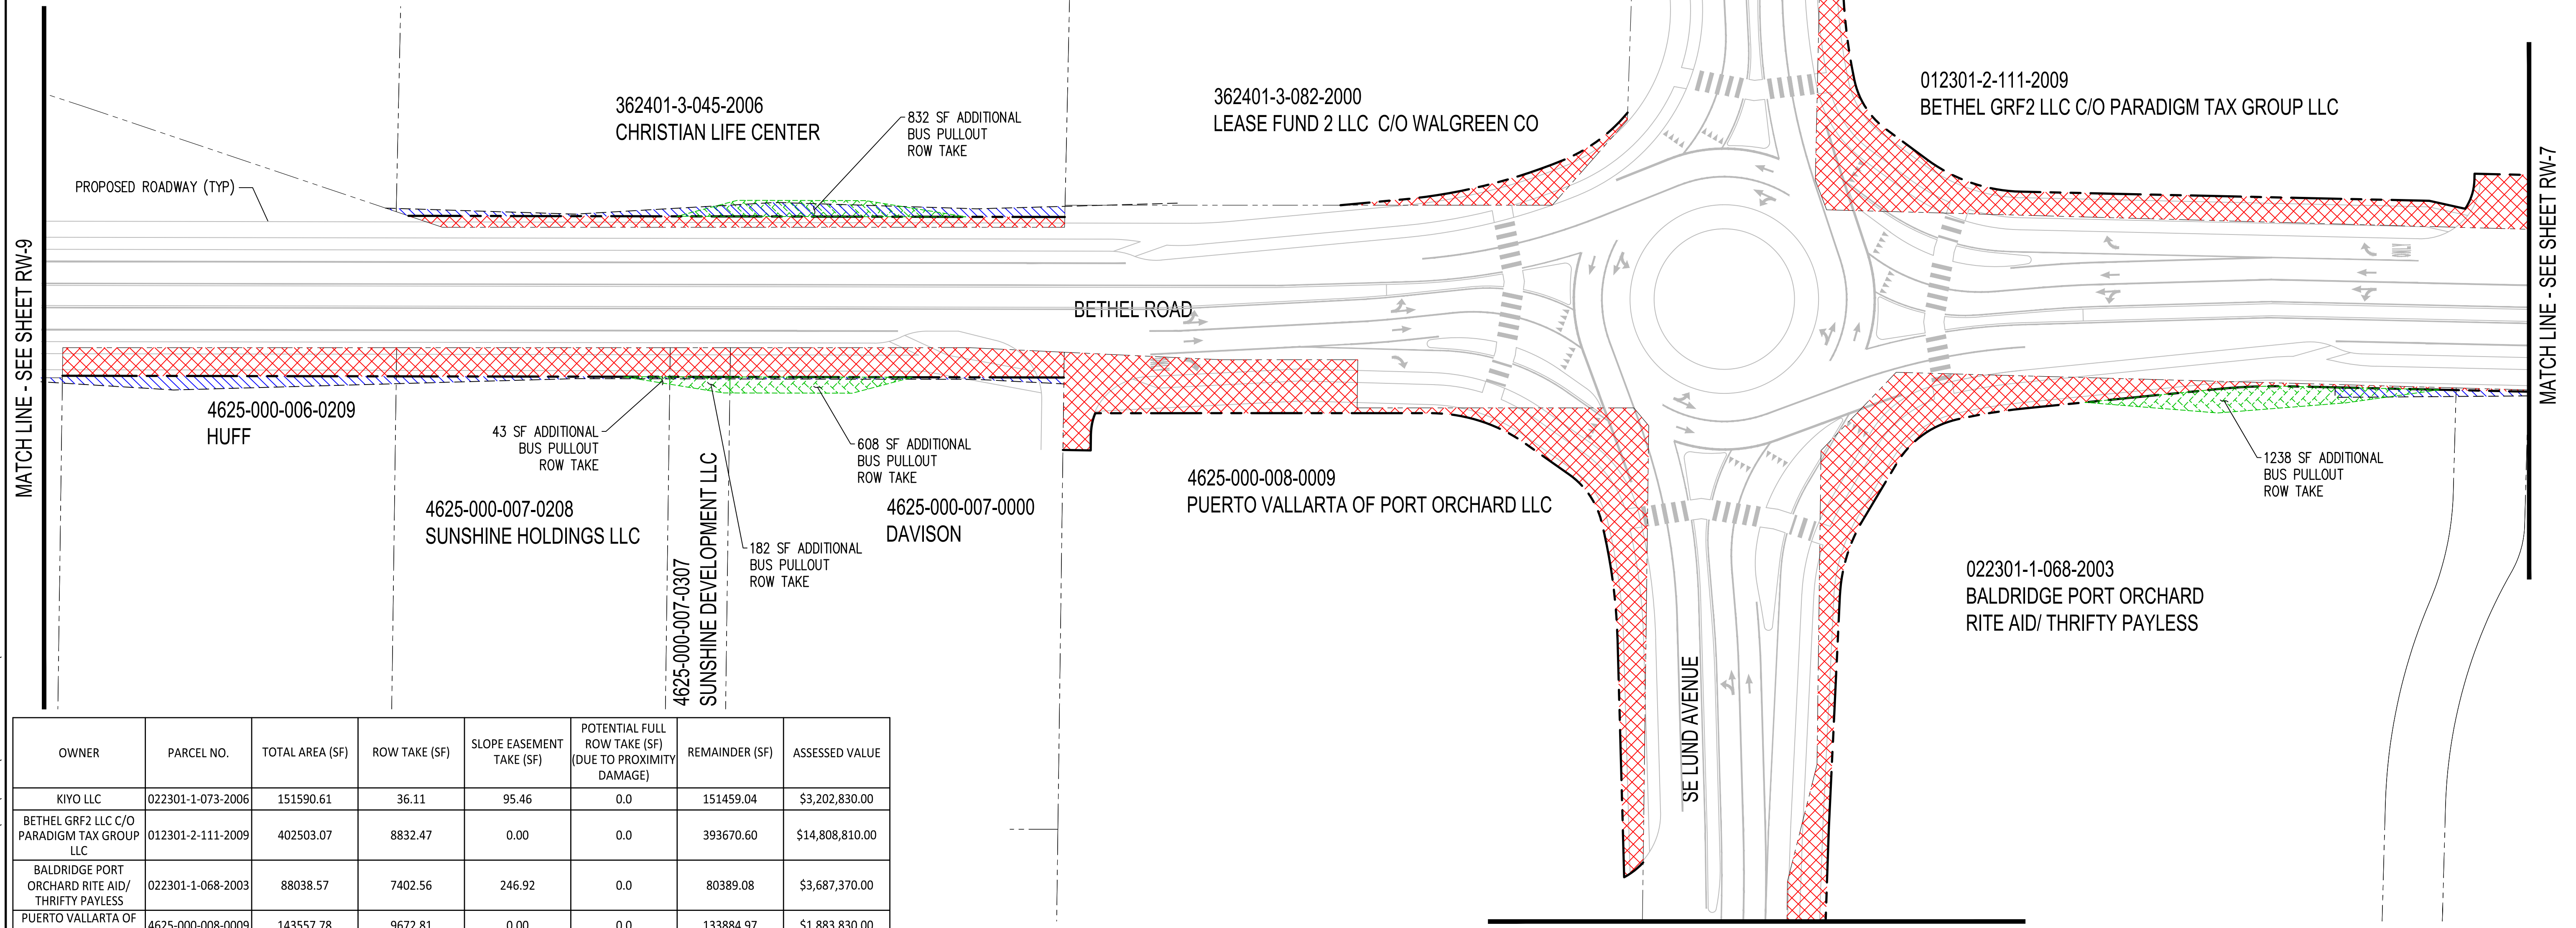 362401-3-045-2006
CHRISTIAN LIFE CENTER
832 SF ADDITIONAL
BUS PULLOUT
ROW TAKE
362401-3-082-2000
LEASE FUND 2 LLC  C/O WALGREEN CO
012301-2-111-2009
BETHEL GRF2 LLC C/O PARADIGM TAX GROUP LLC
PROPOSED ROADWAY (TYP)
MATCH LINE - SEE SHEET RW-9
MATCH LINE - SEE SHEET RW-7
BETHEL ROAD
4625-000-006-0209
HUFF
43 SF ADDITIONAL
BUS PULLOUT
ROW TAKE
4625-000-007-0208
SUNSHINE HOLDINGS LLC
4625-000-007-0307
SUNSHINE DEVELOPMENT LLC
182 SF ADDITIONAL
BUS PULLOUT
ROW TAKE
608 SF ADDITIONAL
BUS PULLOUT
ROW TAKE
4625-000-007-0000
DAVISON
4625-000-008-0009
PUERTO VALLARTA OF PORT ORCHARD LLC
1238 SF ADDITIONAL
BUS PULLOUT
ROW TAKE
022301-1-068-2003
BALDRIDGE PORT ORCHARD
RITE AID/ THRIFTY PAYLESS
SE LUND AVENUE
OWNER
PARCEL NO.
TOTAL AREA (SF)
ROW TAKE (SF)
SLOPE EASEMENT
TAKE (SF)
POTENTIAL FULL
ROW TAKE (SF)
(DUE TO PROXIMITY
DAMAGE)
REMAINDER (SF)
ASSESSED VALUE
KIYO LLC 022301-1-073-2006 151590.61 36.11 95.46 0.0 151459.04 $3,202,830.00
BETHEL GRF2 LLC C/O
PARADIGM TAX GROUP
LLC
012301-2-111-2009 402503.07 8832.47 0.00 0.0 393670.60 $14,808,810.00
BALDRIDGE PORT
ORCHARD RITE AID/
THRIFTY PAYLESS
022301-1-068-2003 88038.57 7402.56 246.92 0.0 80389.08 $3,687,370.00
PUERTO VALLARTA OF
4625-000-008-0009 143557.78 9672.81 0.00 0.0 133884.97 $1,883,830.00